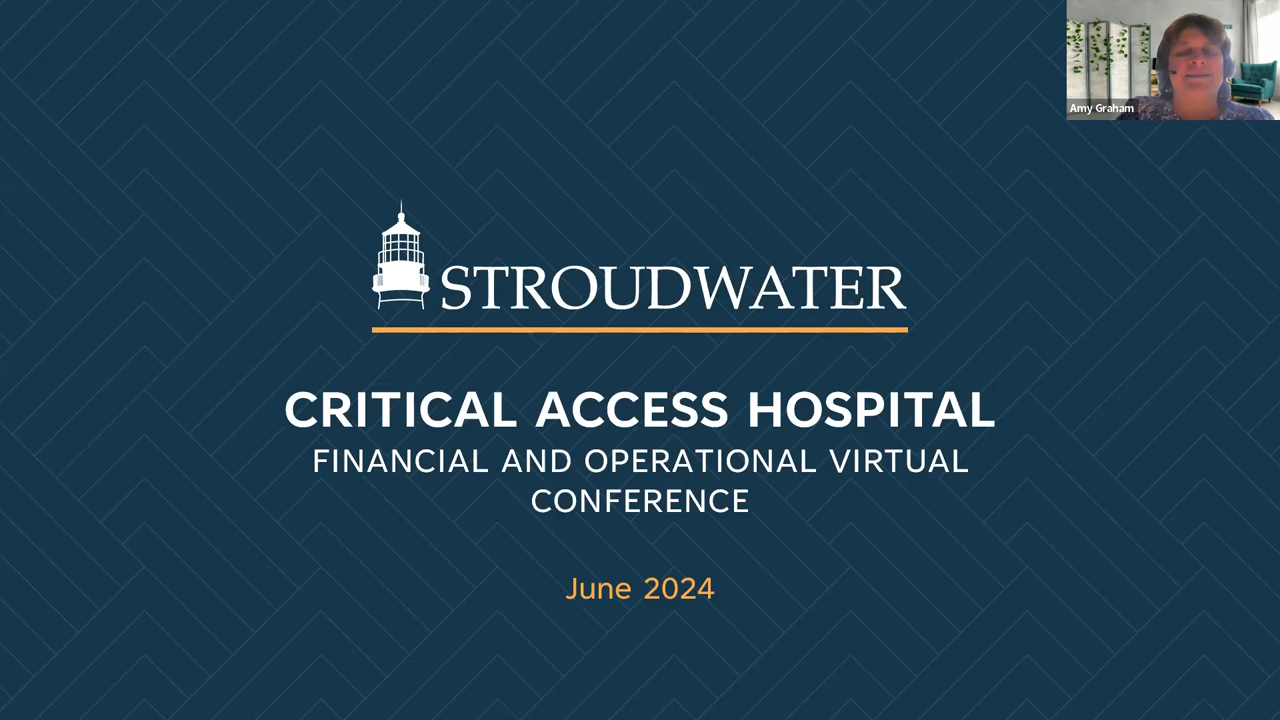 Amy Graham
STROUDWATER
CRITICAL ACCESS HOSPITAL
FINANCIAL AND OPERATIONAL VIRTUAL
CONFERENCE
June 2024